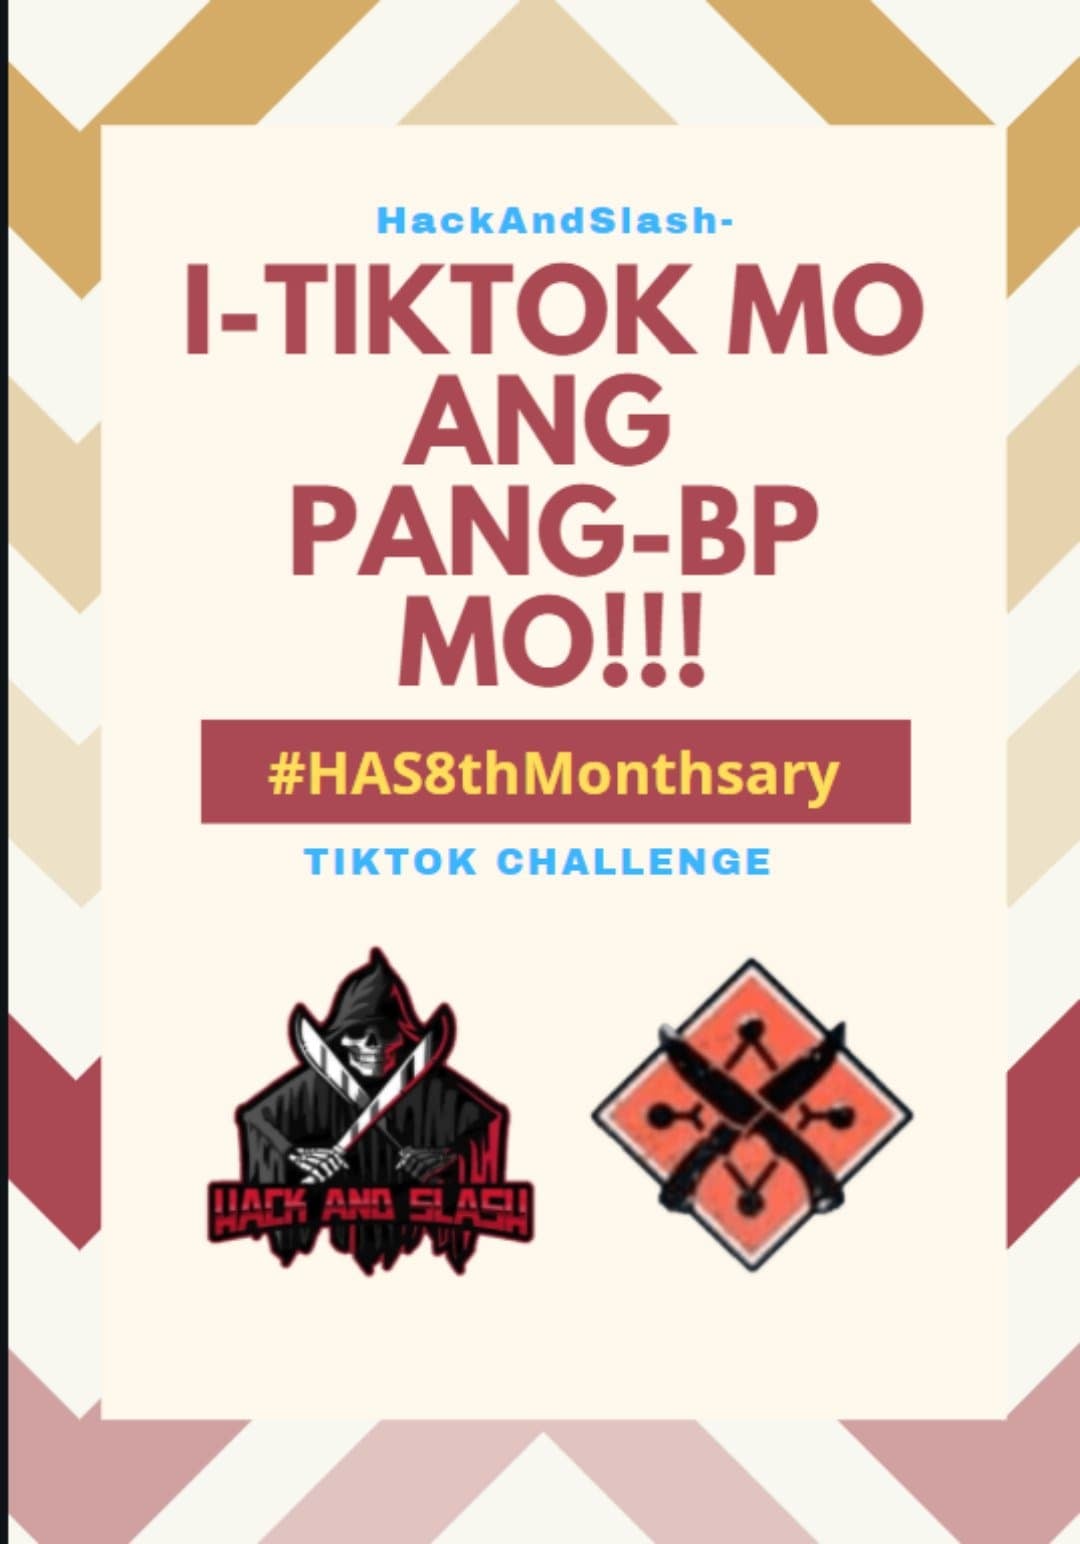 HackAndSlash-
I-TIKTOK MO
ANG
PANG-BP
MO!!!
#HAS8thMonthsary
TIKTOK CHALLENGE
HACK AND SLASH